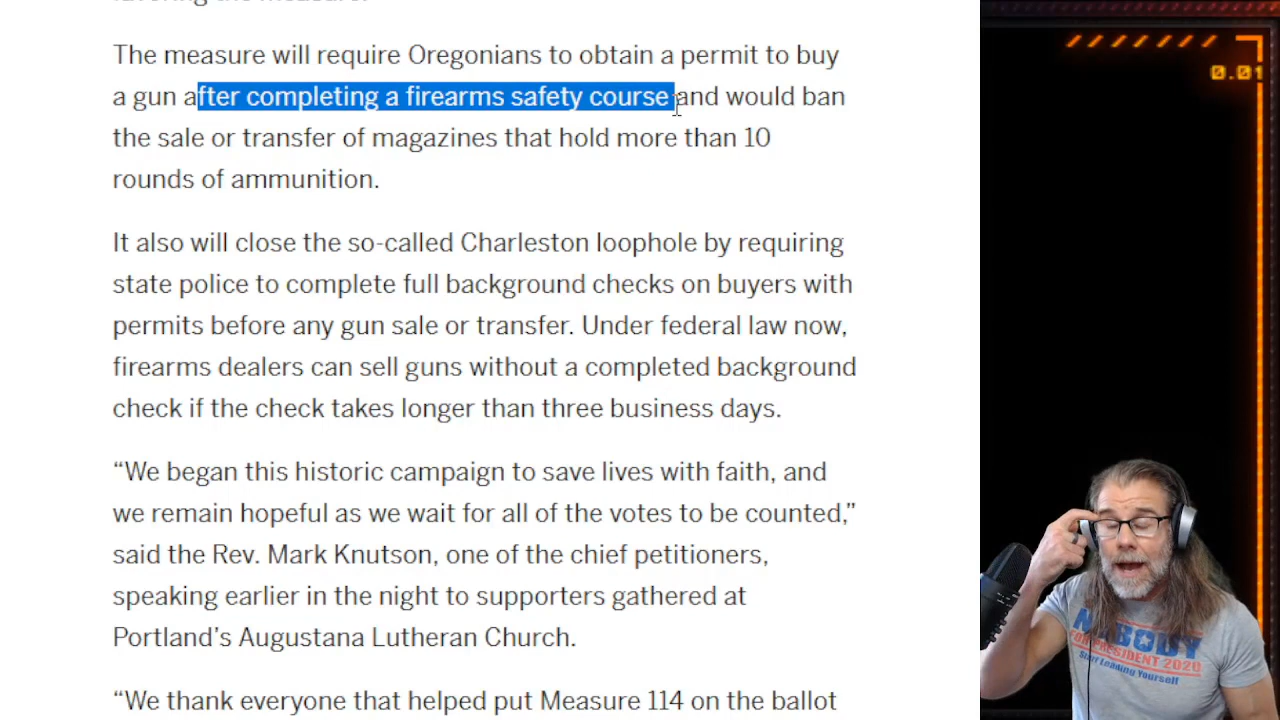 The measure will require Oregonians to obtain a permit to buy
a gun after completing a firearms safety course and would ban
the sale or transfer of magazines that hold more than 10
rounds of ammunition.
It also will close the so-called Charleston loophole by requiring
state police to complete full background checks on buyers with
permits before any gun sale or transfer. Under federal law now,
firearms dealers can sell guns without a completed background
check if the check takes longer than three business days.
“We began this historic campaign to save lives with faith, and
we remain hopeful as we wait for all of the votes to be counted,”
said the Rev. Mark Knutson, one of the chief petitioners,
speaking earlier in the night to supporters gathered at
Portland’s Augustana Lutheran Church.
“We thank everyone that helped put Measure 114 on the ballot
0.01
NOBODY
FOR PRESIDENT 2020
Start Leading Yourself